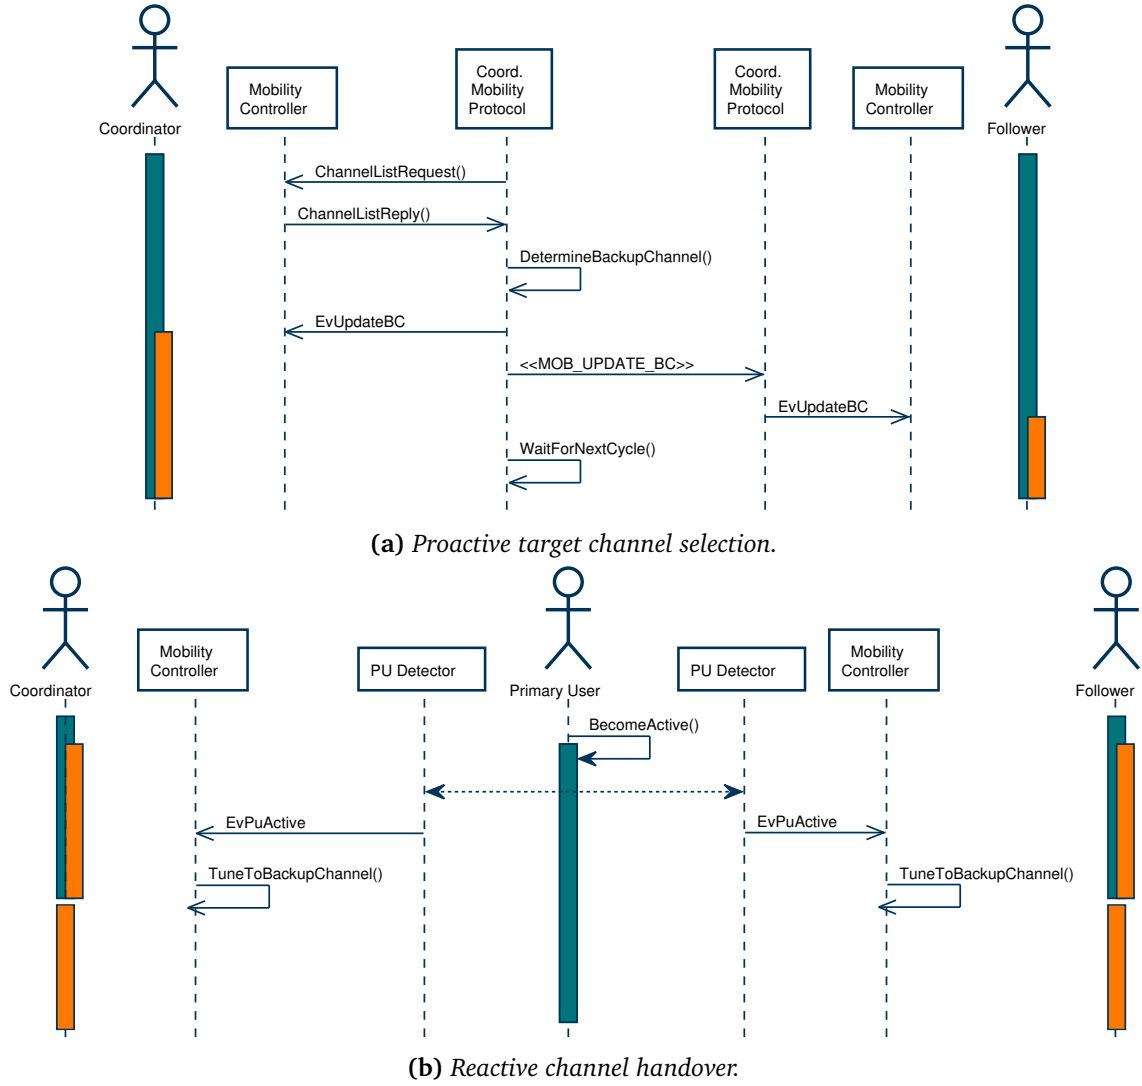 Coordinator
Mobility
Controller
Coord.
Mobility
Protocol
Coord.
Mobility
Protocol
Mobility
Controller
Follower
ChannelListRequest()
ChannelListReply()
DetermineBackupChannel()
EvUpdateBC
<<MOB_UPDATE_BC>>
EvUpdateBC
WaitForNextCycle()
(a) Proactive target channel selection.
Coordinator
Mobility
Controller
PU Detector
Primary User
PU Detector
Mobility
Controller
Follower
BecomeActive()
EvPuActive
EvPuActive
TuneToBackupChannel()
TuneToBackupChannel()
(b) Reactive channel handover.